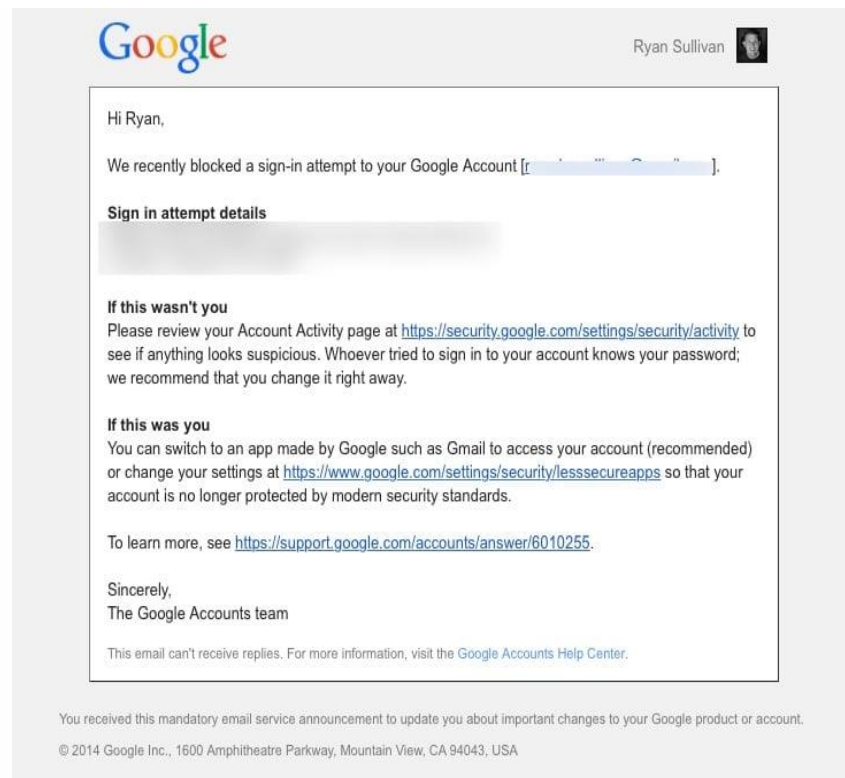 Google
Ryan Sullivan
Hi Ryan,
We recently blocked a sign-in attempt to your Google Account [ ].
Sign in attempt details
If this wasn't you
Please review your Account Activity page at https://security.google.com/settings/security/activity to
see if anything looks suspicious. Whoever tried to sign in to your account knows your password;
we recommend that you change it right away.
If this was you
You can switch to an app made by Google such as Gmail to access your account (recommended)
or change your settings at https://www.google.com/settings/security/lesssecureapps so that your
account is no longer protected by modern security standards.
To learn more, see https://support.google.com/accounts/answer/6010255.
Sincerely,
The Google Accounts team
This email can't receive replies. For more information, visit the Google Accounts Help Center.
You received this mandatory email service announcement to update you about important changes to your Google product or account.
© 2014 Google Inc., 1600 Amphitheatre Parkway, Mountain View, CA 94043, USA